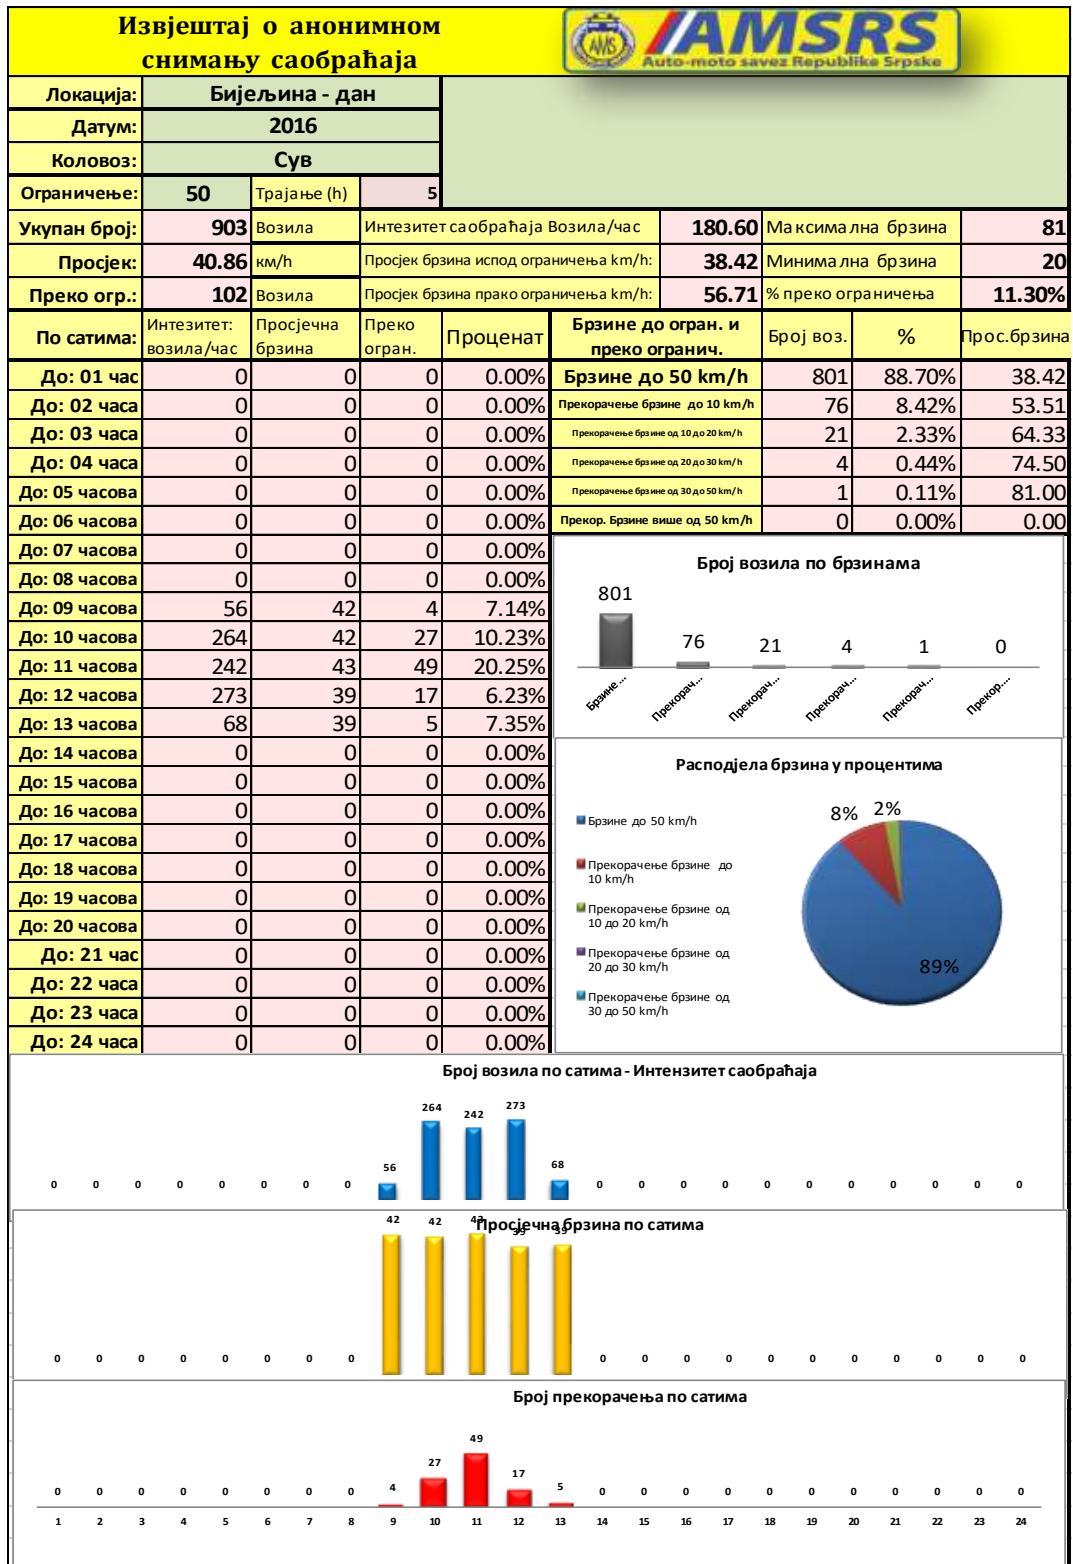 Извјештај о анонимном
снимању саобраћаја
AMS
AMSRS
Auto-moto savez Republike Srpske
Локација: Бијељина - дан
Датум: 2016
Коловоз: Сув
Ограничење: 50 Трајање (h) 5
Укупан број: 903 Возила Интезитет саобраћаја Возила/час 180.60 Максимална брзина 81
Просјек: 40.86 км/h Просјек брзина испод ограничења km/h: 38.42 Минимална брзина 20
Преко огр.: 102 Возила Просјек брзина прако ограничења km/h: 56.71 % преко ограничења 11.30%
По сатима: Интезитет: возила/час Просјечна брзина Преко огран. Проценат
До: 01 час 0 0 0 0.00%
До: 02 часа 0 0 0 0.00%
До: 03 часа 0 0 0 0.00%
До: 04 часа 0 0 0 0.00%
До: 05 часова 0 0 0 0.00%
До: 06 часова 0 0 0 0.00%
До: 07 часова 0 0 0 0.00%
До: 08 часова 0 0 0 0.00%
До: 09 часова 56 42 4 7.14%
До: 10 часова 264 42 27 10.23%
До: 11 часова 242 43 49 20.25%
До: 12 часова 273 39 17 6.23%
До: 13 часова 68 39 5 7.35%
До: 14 часова 0 0 0 0.00%
До: 15 часова 0 0 0 0.00%
До: 16 часова 0 0 0 0.00%
До: 17 часова 0 0 0 0.00%
До: 18 часова 0 0 0 0.00%
До: 19 часова 0 0 0 0.00%
До: 20 часова 0 0 0 0.00%
До: 21 час 0 0 0 0.00%
До: 22 часа 0 0 0 0.00%
До: 23 часа 0 0 0 0.00%
До: 24 часа 0 0 0 0.00%
Брзине до огран. и преко огранич. Број воз. % Прос.брзина
Брзине до 50 km/h 801 88.70% 38.42
Прекорачење брзине до 10 km/h 76 8.42% 53.51
Прекорачење брзине од 10 до 20 km/h 21 2.33% 64.33
Прекорачење брзине од 20 до 30 km/h 4 0.44% 74.50
Прекорачење брзине од 30 до 50 km/h 1 0.11% 81.00
Прекор. Брзине више од 50 km/h 0 0.00% 0.00
Број возила по брзинама
801 76 21 4 1 0
Брзине ... Прекорач... Прекорач... Прекорач... Прекорач... Прекор....
Расподјела брзина у процентима
Брзине до 50 km/h
Прекорачење брзине до
10 km/h
Прекорачење брзине од
10 до 20 km/h
Прекорачење брзине од
20 до 30 km/h
Прекорачење брзине од
30 до 50 km/h
8% 2%
89%
Број возила по сатима - Интензитет саобраћаја
0 0 0 0 0 0 0 0 56 264 242 273 68 0 0 0 0 0 0 0 0 0 0 0
Просјечна брзина по сатима
0 0 0 0 0 0 0 0 42 42 43 39 39 0 0 0 0 0 0 0 0 0 0 0
Број прекорачења по сатима
0 0 0 0 0 0 0 0 4 27 49 17 5 0 0 0 0 0 0 0 0 0 0 0
1 2 3 4 5 6 7 8 9 10 11 12 13 14 15 16 17 18 19 20 21 22 23 24